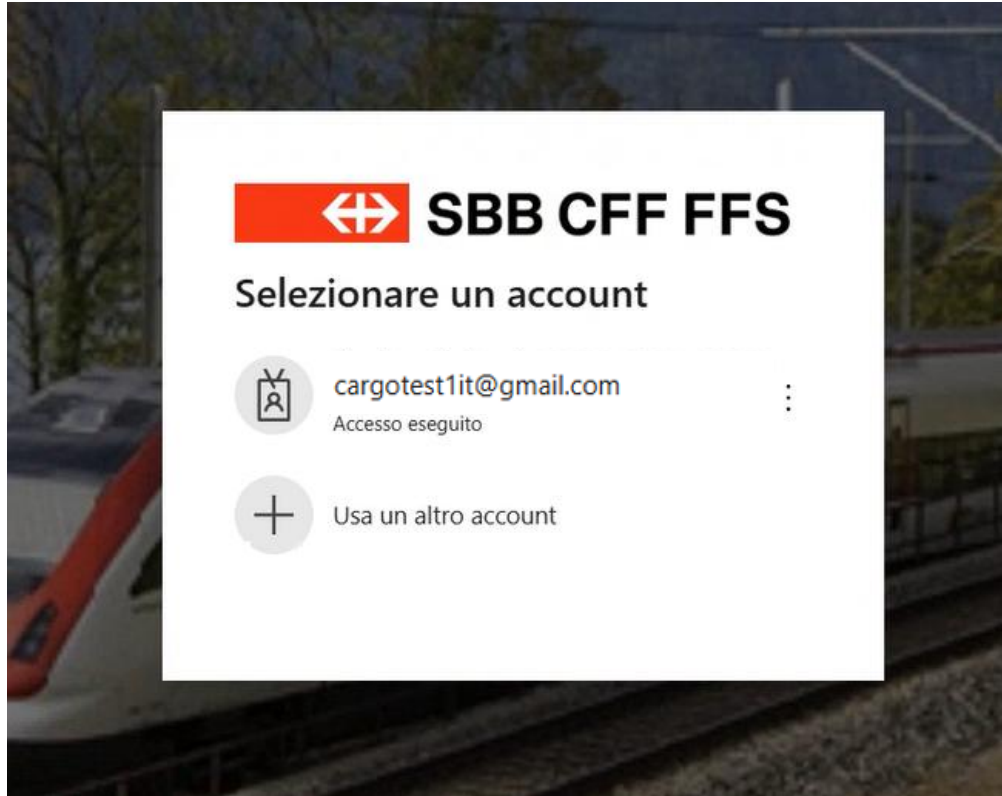 SBB CFF FFS
Selezionare un account
cargotest1it@gmail.com
Accesso eseguito
Usa un altro account